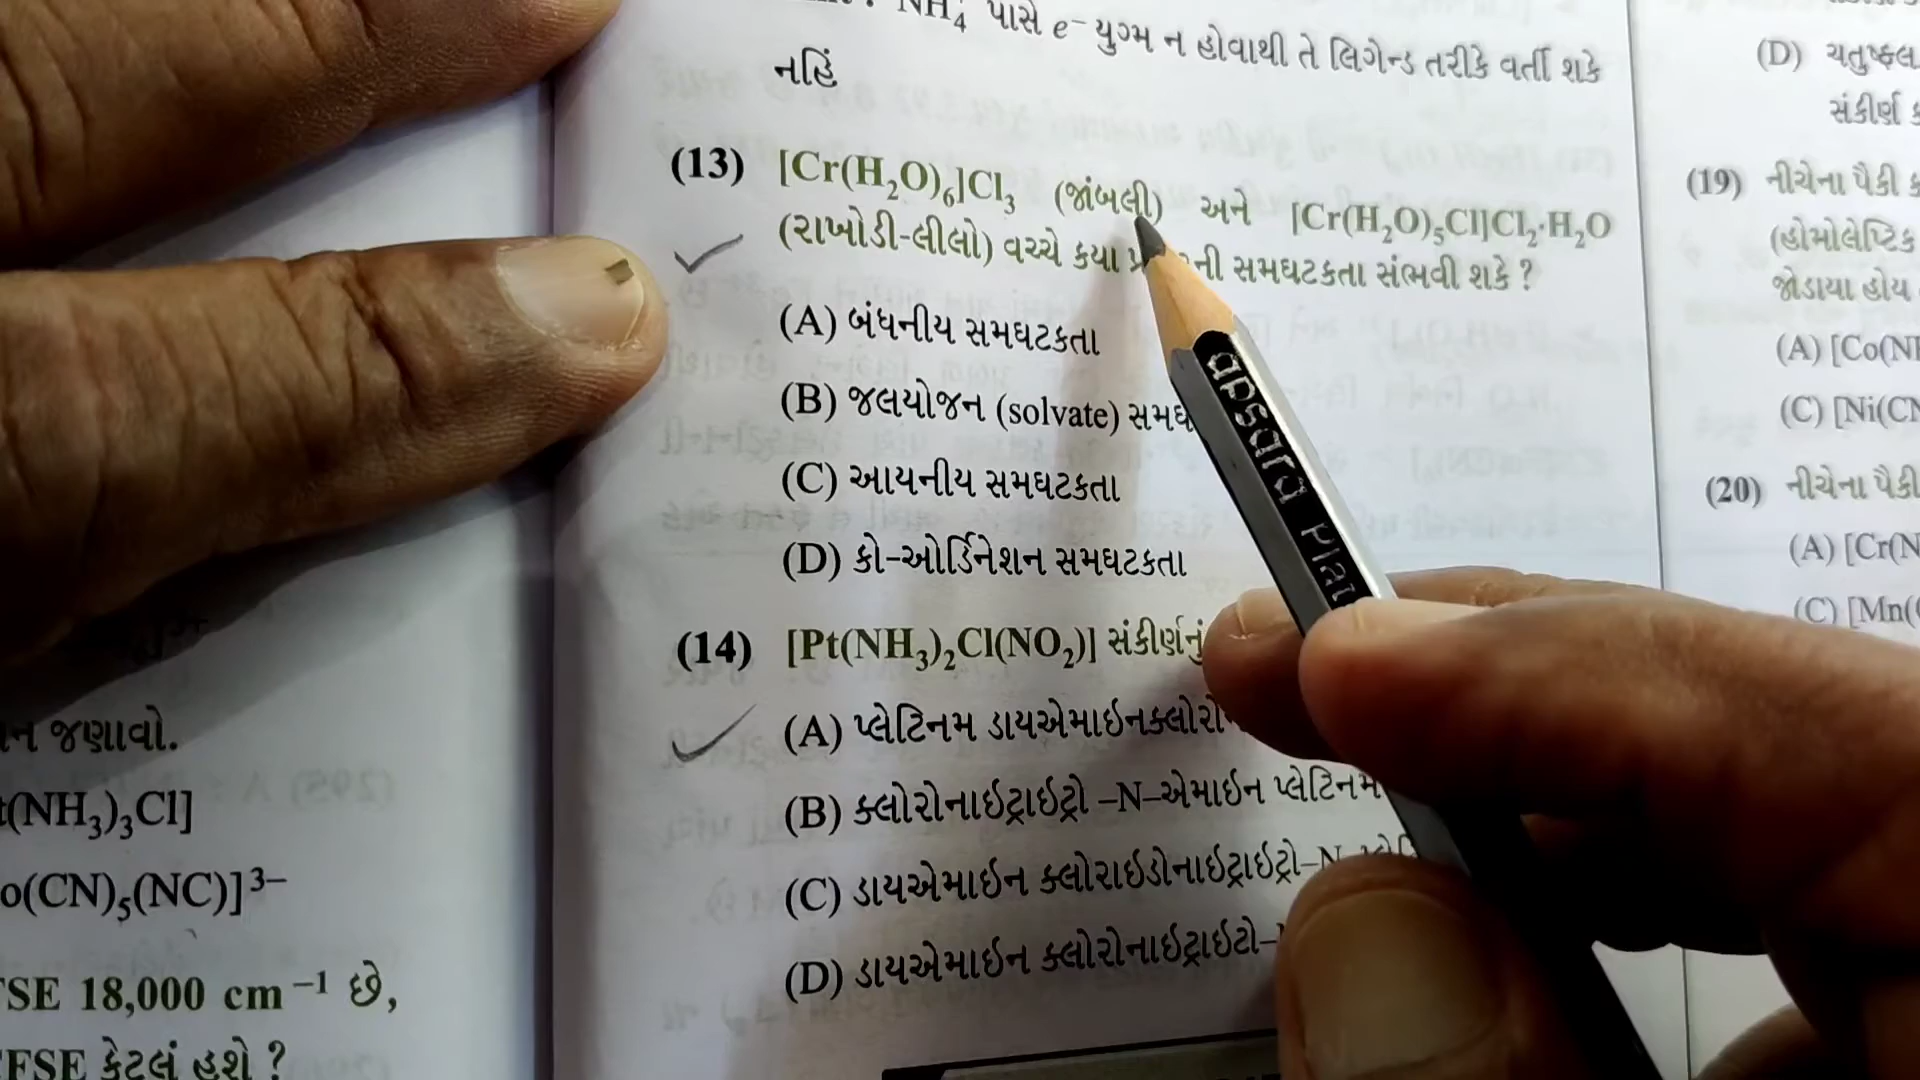 NH₄ પાસે e⁻ યુગ્મ ન હોવાથી તે લિગેન્ડ તરીકે વર્તી શકે
નહિં
(13) [Cr(H₂O)₆]Cl₃ (જાંબલી) અને [Cr(H₂O)₅Cl]Cl₂·H₂O
(રાખોડી-લીલો) વચ્ચે કયા ની સમઘટકતા સંભવી શકે ?
(A) બંધનીય સમઘટકતા
(B) જલયોજન (solvate)
(C) આયનીય સમઘટકતા
(D) કો-ઓર્ડિનેશન સમઘટકતા
(14) [Pt(NH₃)₂Cl(NO₂)] સંકીર્ણનું
(A) પ્લેટિનમ ડાયએમાઇનક્લોરો
(B) ક્લોરોનાઇટ્રાઇટ્રો –N–એમાઇન પ્લેટિનમ
(C) ડાયએમાઇન ક્લોરાઇડોનાઇટ્રાઇટ્રો–N
(D) ડાયએમાઇન ક્લોરોનાઇટ્રાઇટો–
જણાવો.
(NH₃)₃Cl]
o(CN)₅(NC)]³⁻
SE 18,000 cm⁻¹ છે,
FSE કેટલું હશે ?
(D) ચતુષ્ફલ
સંકીર્ણ
(19) નીચેના પૈકી
(હોમોલેપ્ટિક
જોડાયા હોય
(A) [Co(N
(C) [Ni(CN
(20) નીચેના પૈકી
(A) [Cr(N
(C) [Mn(
apsara Plat